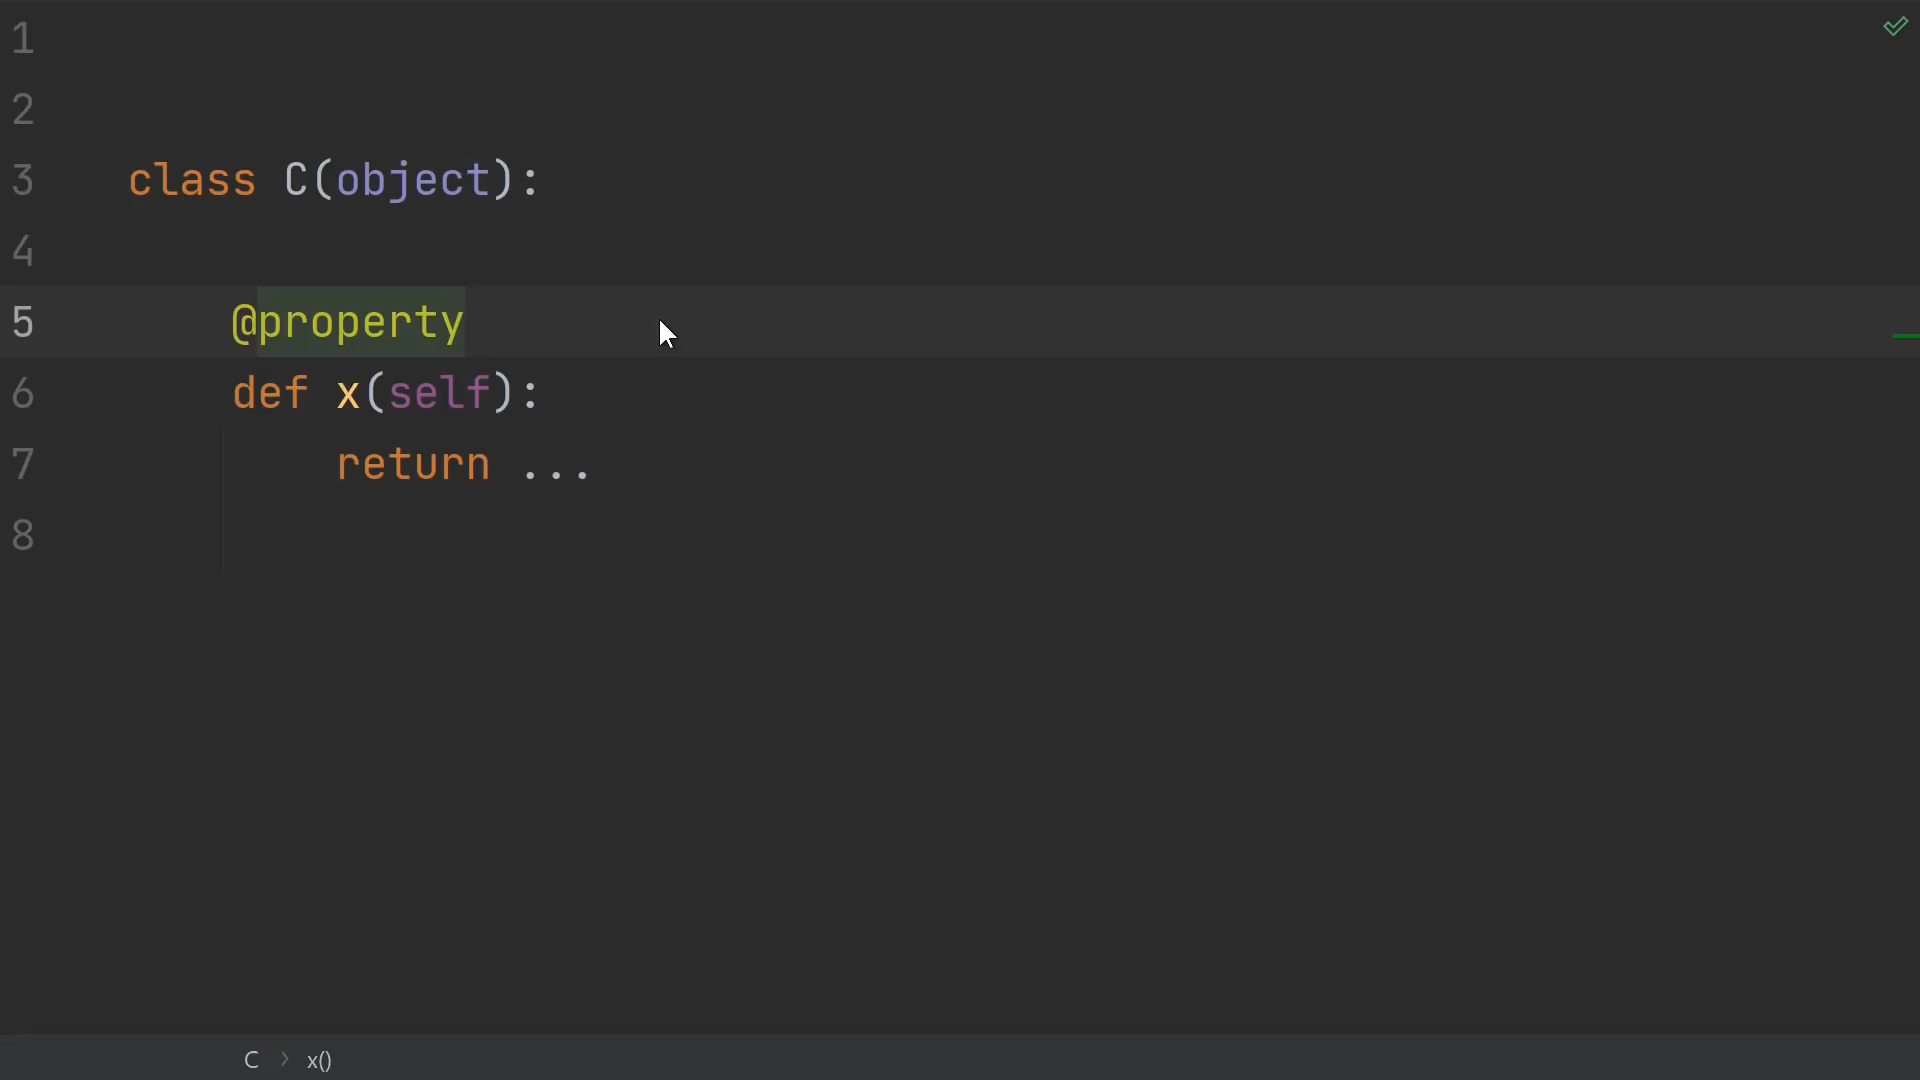 1
2
3 class C(object):
4
5 @property
6 def x(self):
7 return ...
8
C > x()